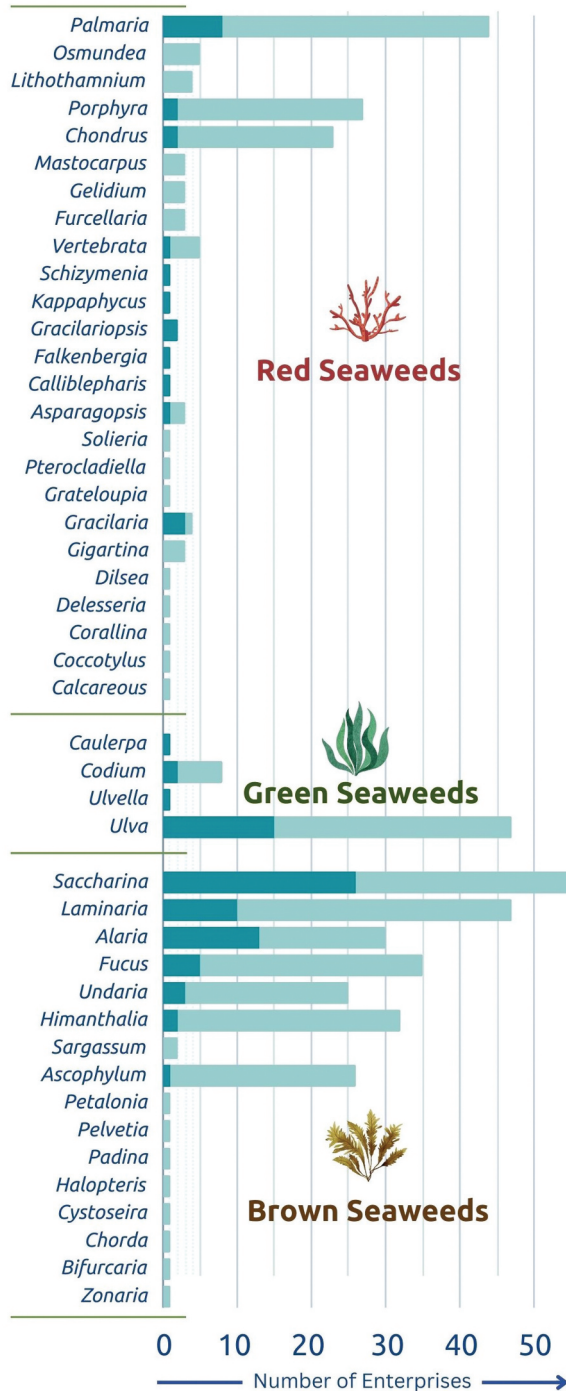 Palmaria
Osmundea
Lithothamnium
Porphyra
Chondrus
Mastocarpus
Gelidium
Furcellaria
Vertebrata
Schizymenia
Kappaphycus
Gracilariopsis
Falkenbergia
Calliblepharis
Asparagopsis
Solieria
Pterocladiella
Grateloupia
Gracilaria
Gigartina
Dilsea
Delesseria
Corallina
Coccotylus
Calcareous
Red Seaweeds
Caulerpa
Codium
Ulvella
Ulva
Green Seaweeds
Saccharina
Laminaria
Alaria
Fucus
Undaria
Himanthalia
Sargassum
Ascophylum
Petalonia
Pelvetia
Padina
Halopteris
Cystoseira
Chorda
Bifurcaria
Zonaria
Brown Seaweeds
0 10 20 30 40 50
Number of Enterprises